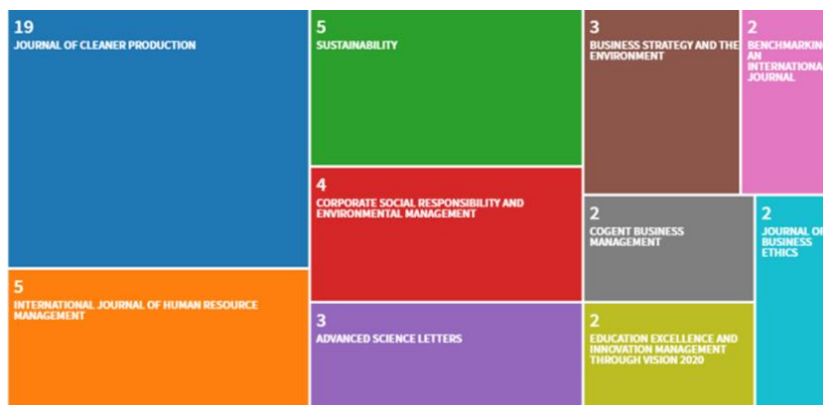 19
JOURNAL OF CLEANER PRODUCTION
5
INTERNATIONAL JOURNAL OF HUMAN RESOURCE
MANAGEMENT
5
SUSTAINABILITY
4
CORPORATE SOCIAL RESPONSIBILITY AND
ENVIRONMENTAL MANAGEMENT
3
ADVANCED SCIENCE LETTERS
3
BUSINESS STRATEGY AND THE
ENVIRONMENT
2
BENCHMARKING
AN
INTERNATIONA
JOURNAL
2
COGENT BUSINESS
MANAGEMENT
2
JOURNAL OF
BUSINESS
ETHICS
2
EDUCATION EXCELLENCE AND
INNOVATION MANAGEMENT
THROUGH VISION 2020